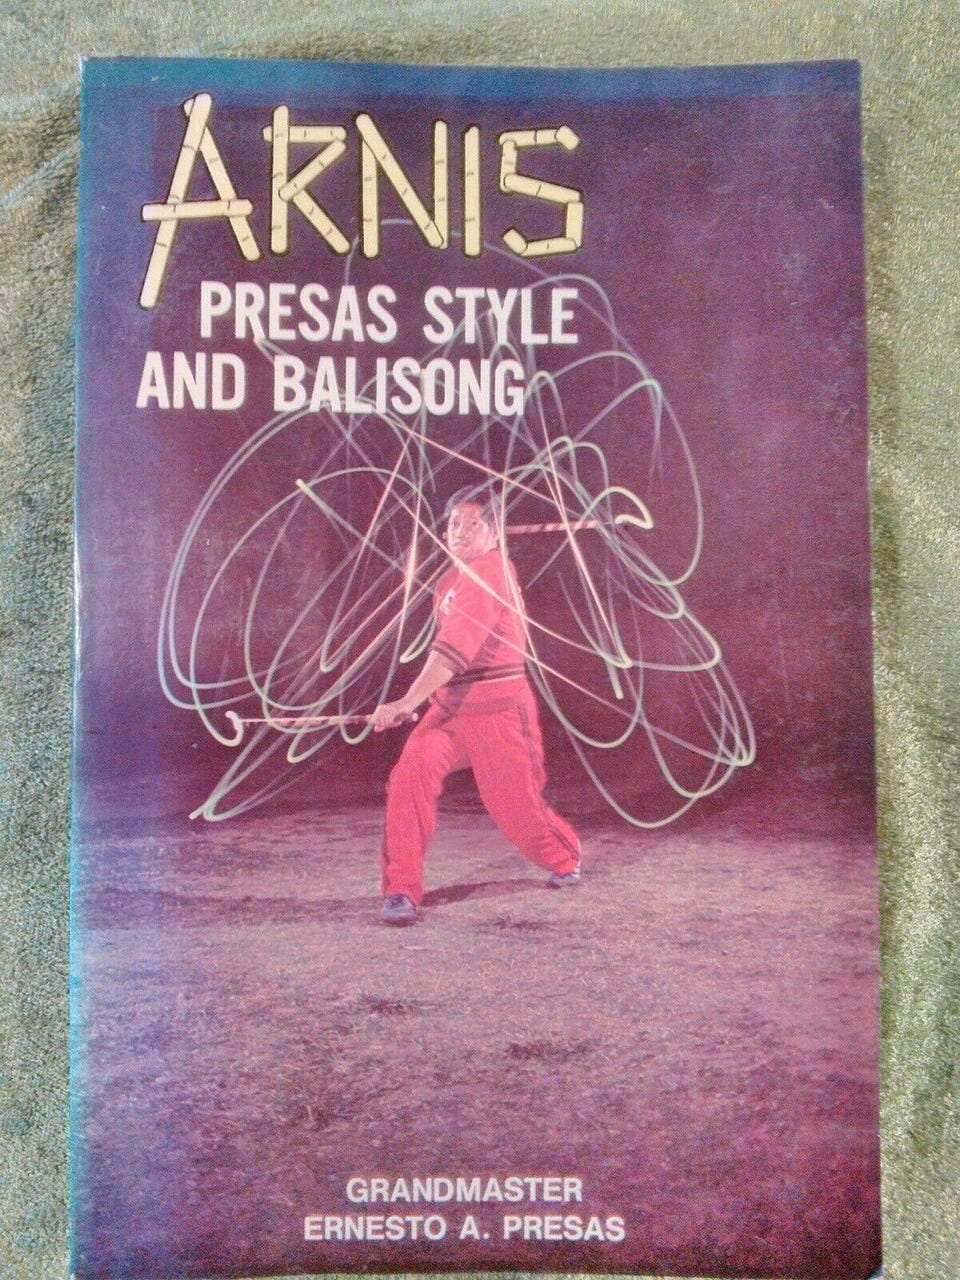 ARNIS
PRESAS STYLE
AND BALISONG
GRANDMASTER
ERNESTO A. PRESAS